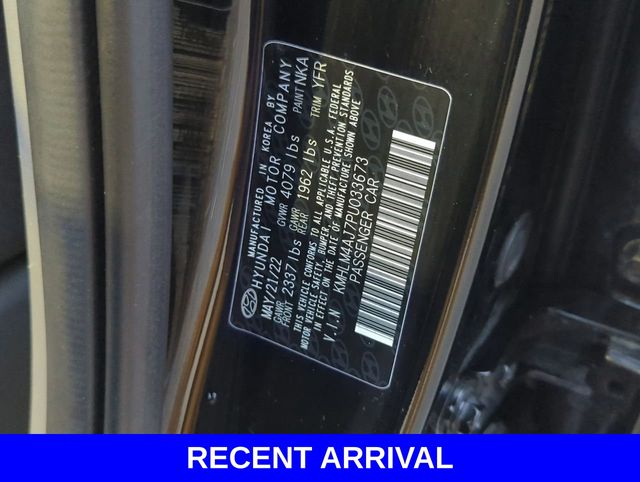 MANUFACTURED IN KOREA BY
HYUNDAI MOTOR COMPANY
MAY/21/22 GVWR 4079 lbs PAINT NKA
GAWR FRONT 2337 lbs GAWR REAR 1962 lbs TRIM YFR
THIS VEHICLE CONFORMS TO ALL APPLICABLE U.S.A. FEDERAL
MOTOR VEHICLE SAFETY, BUMPER, AND THEFT PREVENTION STANDARDS
IN EFFECT ON THE DATE OF MANUFACTURE SHOWN ABOVE
V.I.N KMHLM4AJ7PU033673
PASSENGER CAR
RECENT ARRIVAL